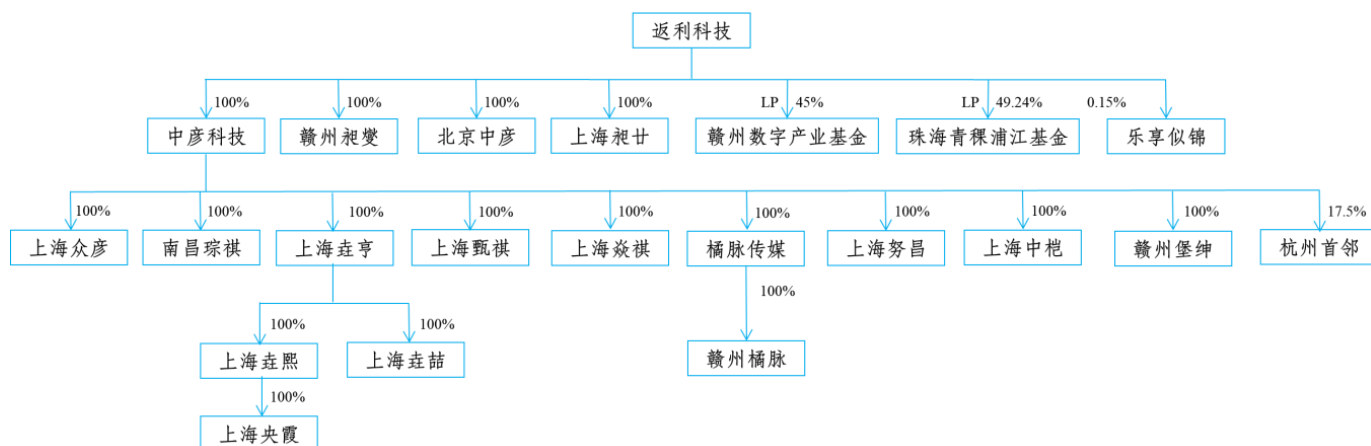 返利科技
100% 100% 100% 100% LP 45% LP 49.24% 0.15%
中彦科技 赣州昶燮 北京中彦 上海昶廿 赣州数字产业基金 珠海青稞浦江基金 乐享似锦
100% 100% 100% 100% 100% 100% 100% 100% 100% 17.5%
上海众彦 南昌琮祺 上海垚亨 上海甄祺 上海焱祺 橘脉传媒 上海努昌 上海中桤 赣州堡绅 杭州首邻
100% 100% 100%
上海垚熙 上海垚喆 赣州橘脉
100%
上海央霞